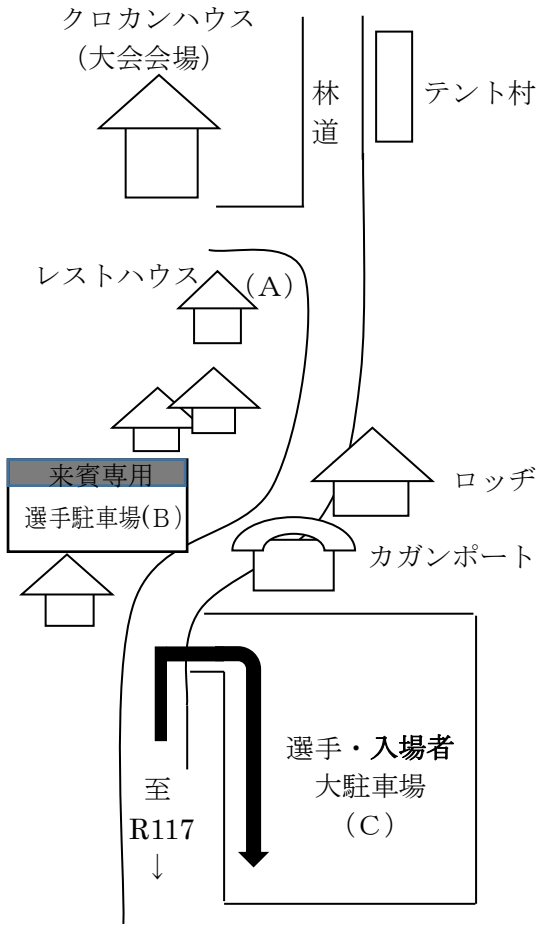 クロカンハウス
(大会会場)
林道
テント村
レストハウス
(A)
来賓専用
選手駐車場(B)
ロッヂ
カガンポート
選手・入場者
大駐車場
(C)
至
R117
↓